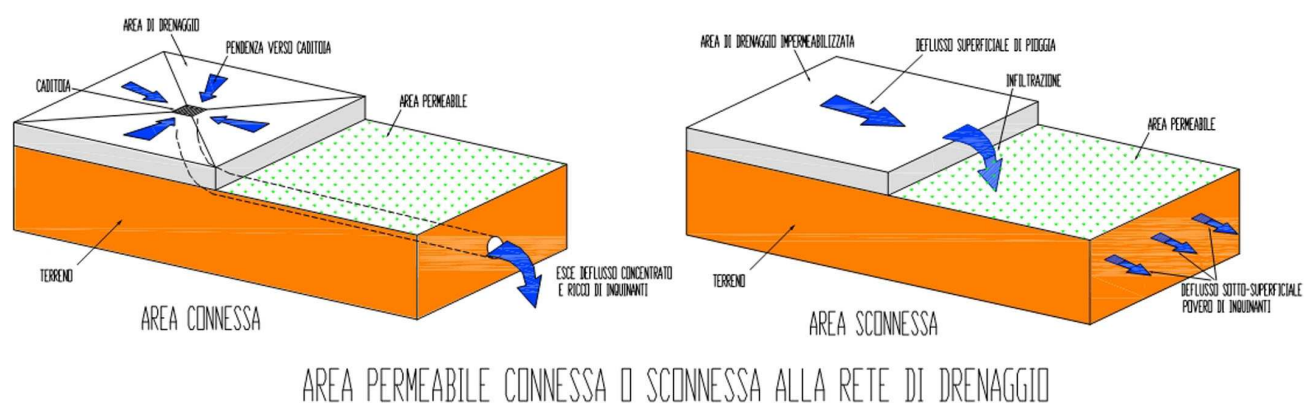 AREA DI DRENAGGIO
PENDENZA VERSO CADITOIA
CADITOIA
AREA PERMEABILE
TERRENO
ESCE DEFLUSSO CONCENTRATO
E RICCO DI INQUINANTI
AREA CONNESSA
AREA DI DRENAGGIO IMPERMEABILIZZATA
DEFLUSSO SUPERFICIALE DI PIOGGIA
INFILTRAZIONE
AREA PERMEABILE
TERRENO
DEFLUSSO SOTTO-SUPERFICIALE
POVERO DI INQUINANTI
AREA SCONNESSA
AREA PERMEABILE CONNESSA O SCONNESSA ALLA RETE DI DRENAGGIO